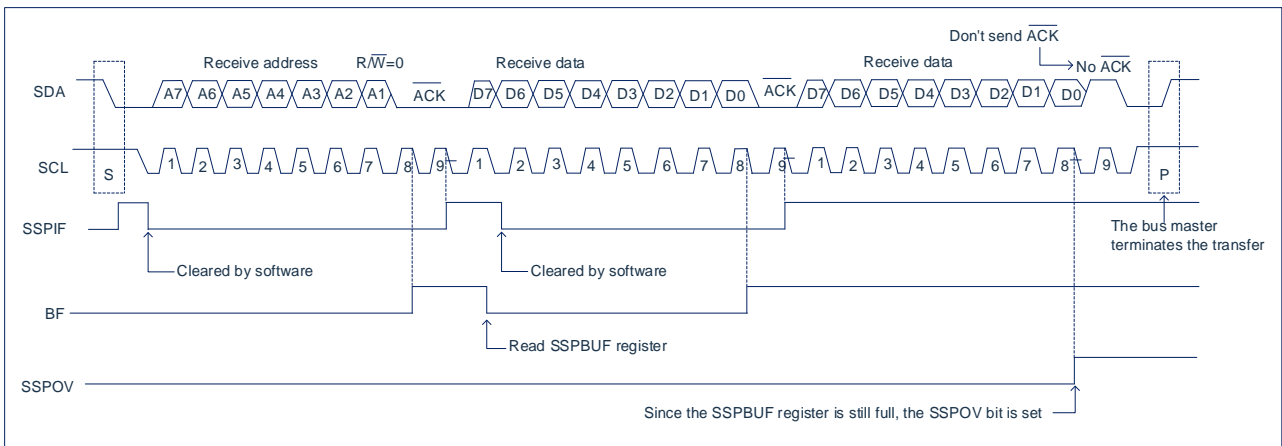 Don't send ACK
Receive address R/W=0 Receive data Receive data No ACK
SDA A7 A6 A5 A4 A3 A2 A1 ACK D7 D6 D5 D4 D3 D2 D1 D0 ACK D7 D6 D5 D4 D3 D2 D1 D0
SCL S 1 2 3 4 5 6 7 8 9 1 2 3 4 5 6 7 8 9 1 2 3 4 5 6 7 8 9 P
SSPIF
The bus master
terminates the transfer
Cleared by software Cleared by software
BF
Read SSPBUF register
SSPOV
Since the SSPBUF register is still full, the SSPOV bit is set